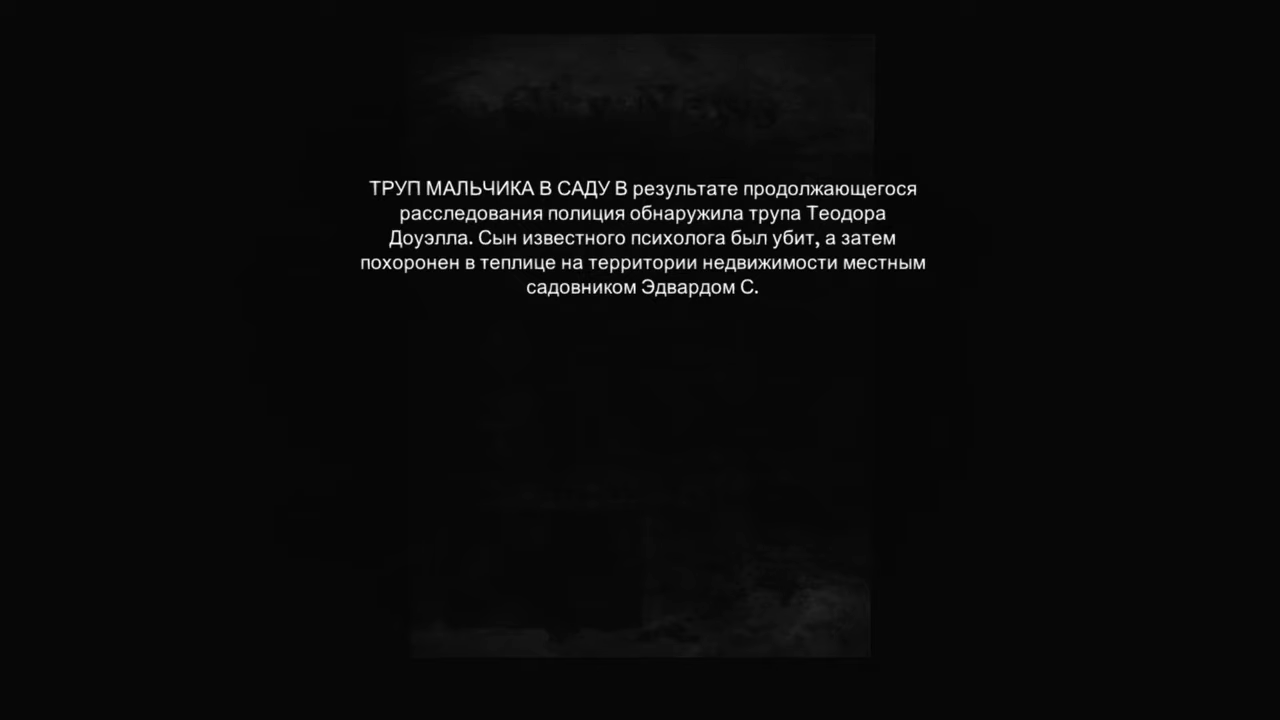 ТРУП МАЛЬЧИКА В САДУ В результате продолжающегося
расследования полиция обнаружила трупа Теодора
Доуэлла. Сын известного психолога был убит, а затем
похоронен в теплице на территории недвижимости местным
садовником Эдвардом С.